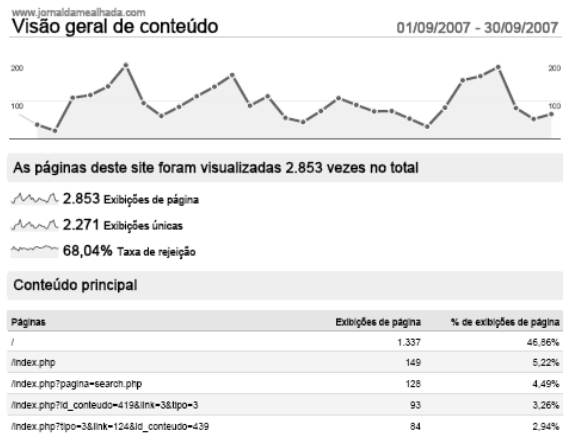 www.jornaldamealhada.com
Visão geral de conteúdo 01/09/2007 - 30/09/2007
200 200
100 100
As páginas deste site foram visualizadas 2.853 vezes no total
2.853 Exibições de página
2.271 Exibições únicas
68,04% Taxa de rejeição
Conteúdo principal
Páginas Exibições de página % de exibições de página
/ 1.337 46,86%
/index.php 149 5,22%
/index.php?pagina=search.php 128 4,49%
/index.php?id_conteudo=419&link=3&tipo=3 93 3,26%
/index.php?tipo=3&link=124&id_conteudo=439 84 2,94%